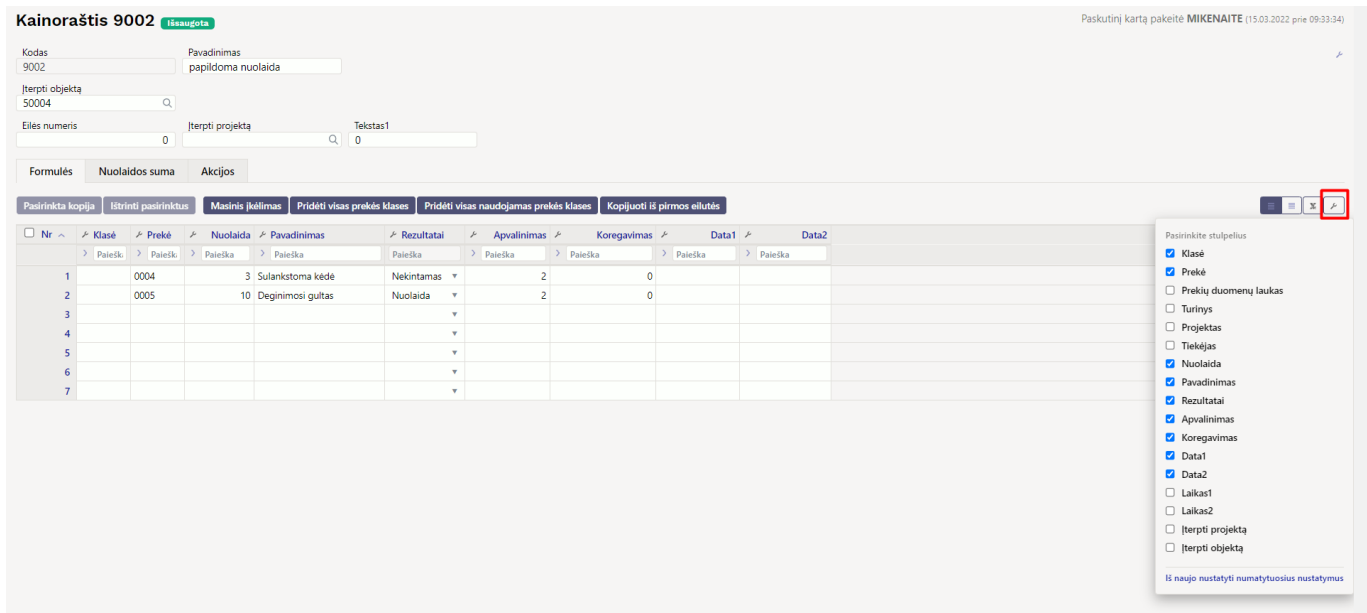 Kainoraštis 9002 Išsaugota
Paskutinį kartą pakeitė MIKENAITE (15.03.2022 prie 09:33:34)
Kodas Pavadinimas
9002 papildoma nuolaida
Įterpti objektą
50004
Eilės numeris Įterpti projektą Tekstas1
0 0
Formulės Nuolaidos suma Akcijos
Pasirinkta kopija Ištrinti pasirinktus Masinis įkėlimas Pridėti visas prekės klases Pridėti visas naudojamas prekės klases Kopijuoti iš pirmos eilutės
Nr Klasė Prekė Nuolaida Pavadinimas Rezultatai Apvalinimas Koregavimas Data1 Data2
Paiešk Paiešk Paieška Paieška Paieška Paieška Paieška Paieška Paieška
1 0004 3 Sulankstoma kėdė Nekintamas 2 0
2 0005 10 Deginimosi gultas Nuolaida 2 0
3
4
5
6
7
Pasirinkite stulpelius
Klasė
Prekė
Prekių duomenų laukas
Turinys
Projektas
Tiekėjas
Nuolaida
Pavadinimas
Rezultatai
Apvalinimas
Koregavimas
Data1
Data2
Laikas1
Laikas2
Įterpti projektą
Įterpti objektą
Iš naujo nustatyti numatytuosius nustatymus